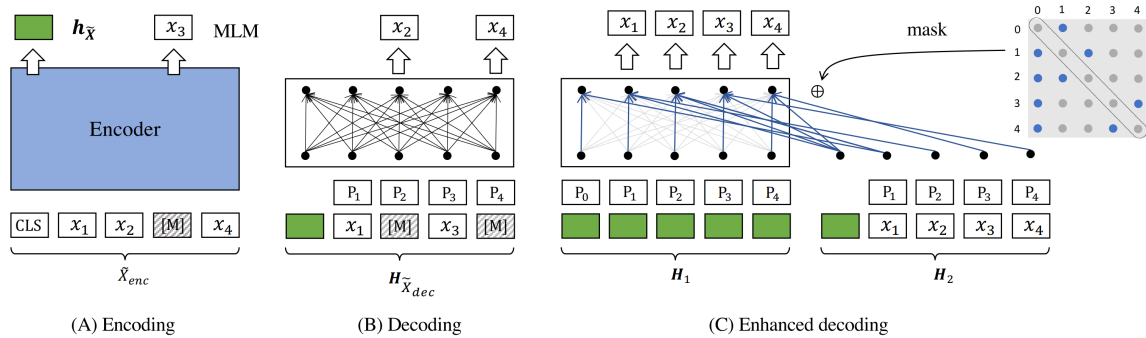 h_X̃ x₃ MLM
Encoder
CLS x₁ x₂ [M] x₄
X̃_enc
(A) Encoding
x₂ x₄
P₁ P₂ P₃ P₄
x₁ [M] x₃ [M]
H_X̃_dec
(B) Decoding
x₁ x₂ x₃ x₄
mask
⊕
0 1 2 3 4
0
1
2
3
4
P₀ P₁ P₂ P₃ P₄
H₁
P₁ P₂ P₃ P₄
x₁ x₂ x₃ x₄
H₂
(C) Enhanced decoding